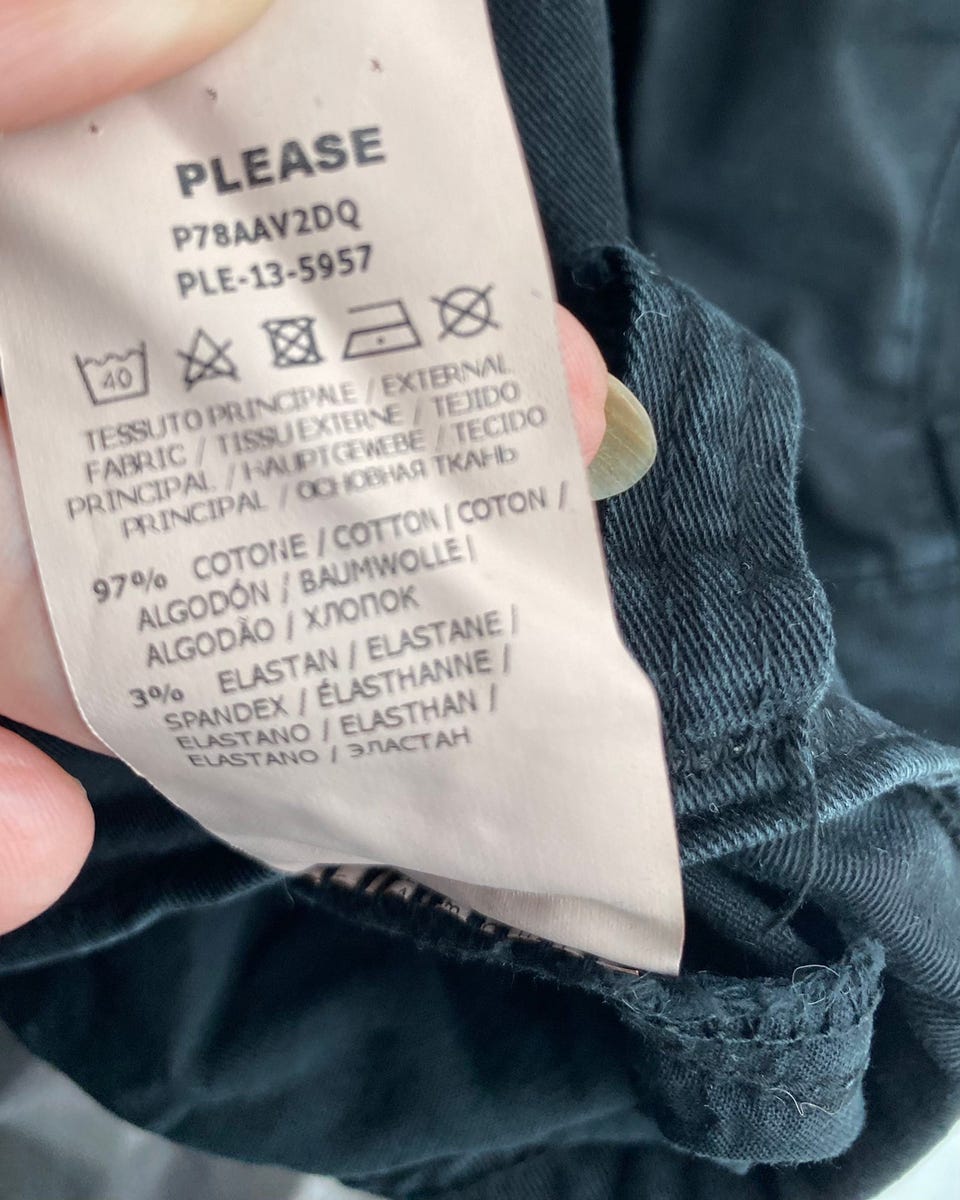 PLEASE
P78AAV2DQ
PLE-13-5957
40
TESSUTO PRINCIPALE / EXTERNAL
FABRIC / TISSU EXTERNE / TEJIDO
PRINCIPAL / HAUPTGEWEBE / TECIDO
PRINCIPAL / ОСНОВНАЯ ТКАНЬ
97% COTONE / COTTON / COTON /
ALGODÓN / BAUMWOLLE /
ALGODÃO / ХЛОПОК
3% ELASTAN / ELASTANE /
SPANDEX / ÉLASTHANNE /
ELASTANO / ELASTHAN /
ELASTANO / ЭЛАСТАН